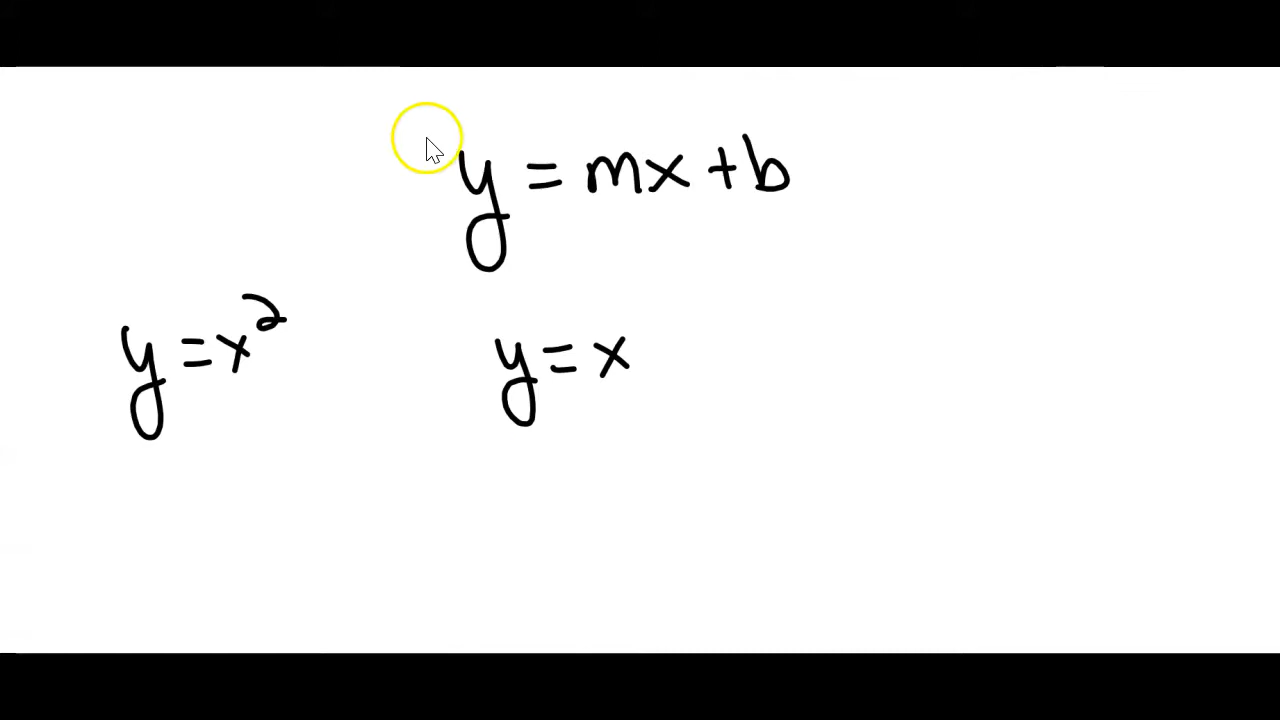 y = mx + b
y = x²
y = x